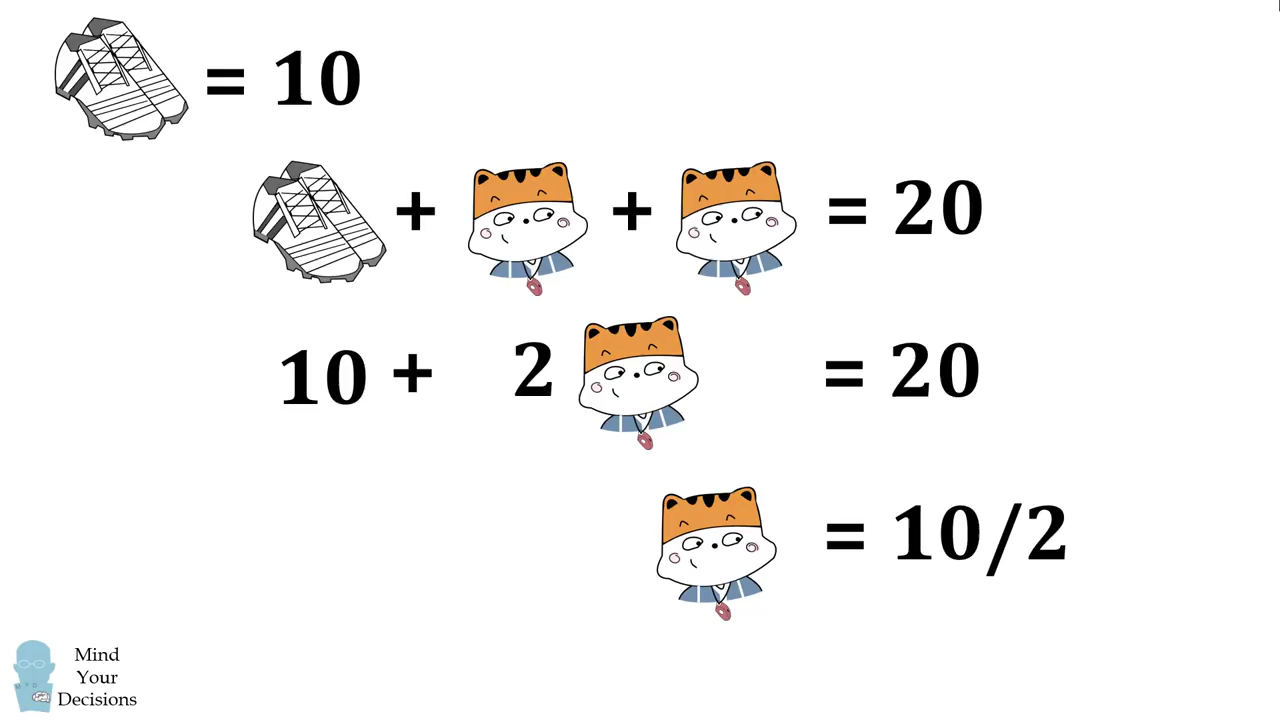 = 10
+ + = 20
10 + 2 = 20
= 10/2
Mind
Your
Decisions